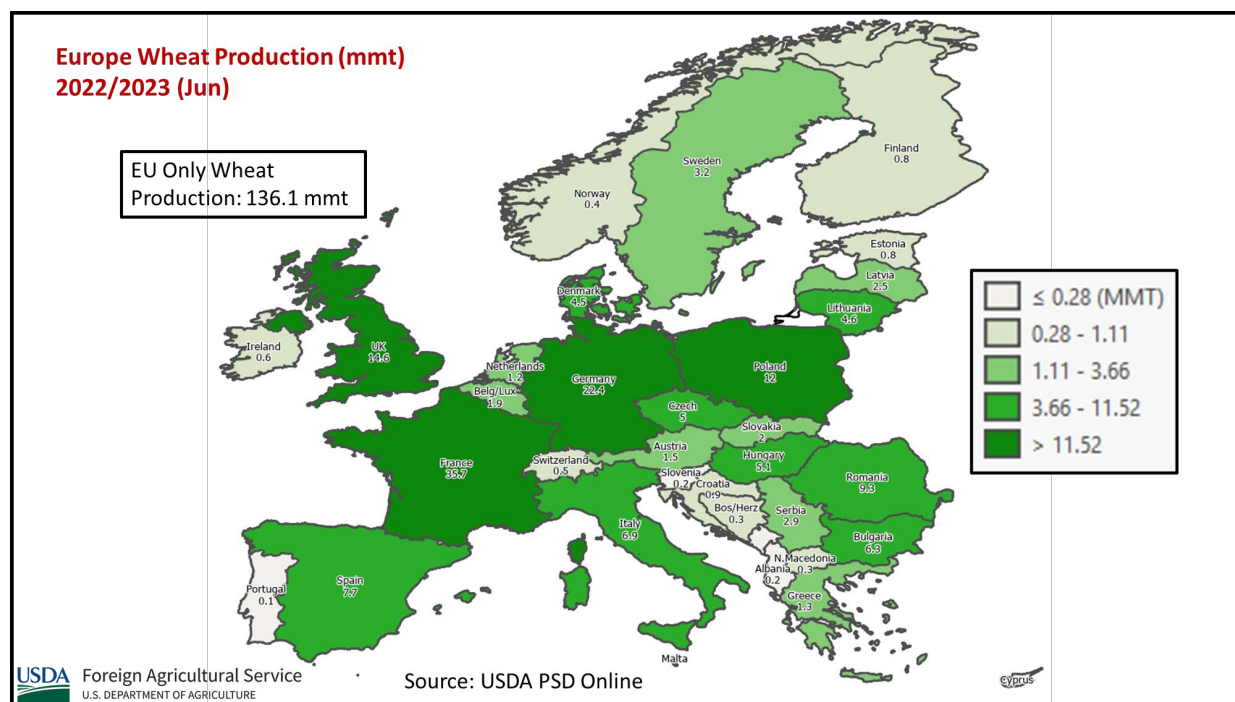 Europe Wheat Production (mmt)
2022/2023 (Jun)
EU Only Wheat
Production: 136.1 mmt
Finland
0.8
Sweden
3.2
Norway
0.4
Estonia
0.8
Latvia
2.5
Lithuania
4.6
Denmark
4.5
Ireland
0.6
UK
14.6
Netherlands
1.2
Belg/Lux
1.9
Germany
22.4
Poland
12
Czech
5
Slovakia
2
Austria
1.5
Hungary
5.1
France
35.7
Switzerland
0.5
Slovenia
0.2
Croatia
0.9
Bos/Herz
0.3
Serbia
2.9
Romania
9.3
Bulgaria
6.3
Italy
6.9
N.Macedonia
0.3
Albania
0.2
Greece
1.3
Portugal
0.1
Spain
7.7
Malta
Cyprus
≤ 0.28 (MMT)
0.28 - 1.11
1.11 - 3.66
3.66 - 11.52
> 11.52
USDA
Foreign Agricultural Service
U.S. DEPARTMENT OF AGRICULTURE
Source: USDA PSD Online